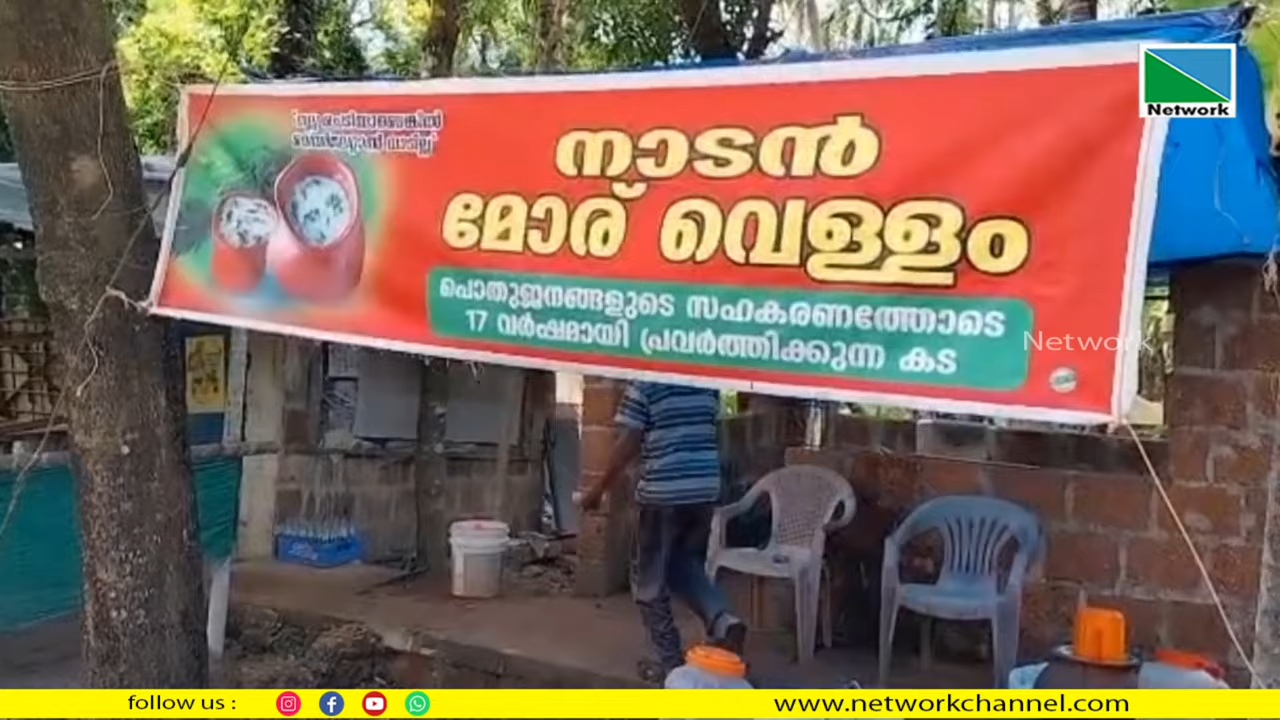 Network
നാടൻ
മോര് വെള്ളം
പൊതുജനങ്ങളുടെ സഹകരണത്തോടെ
17 വർഷമായി പ്രവർത്തിക്കുന്ന കട
Network
follow us :
www.networkchannel.com